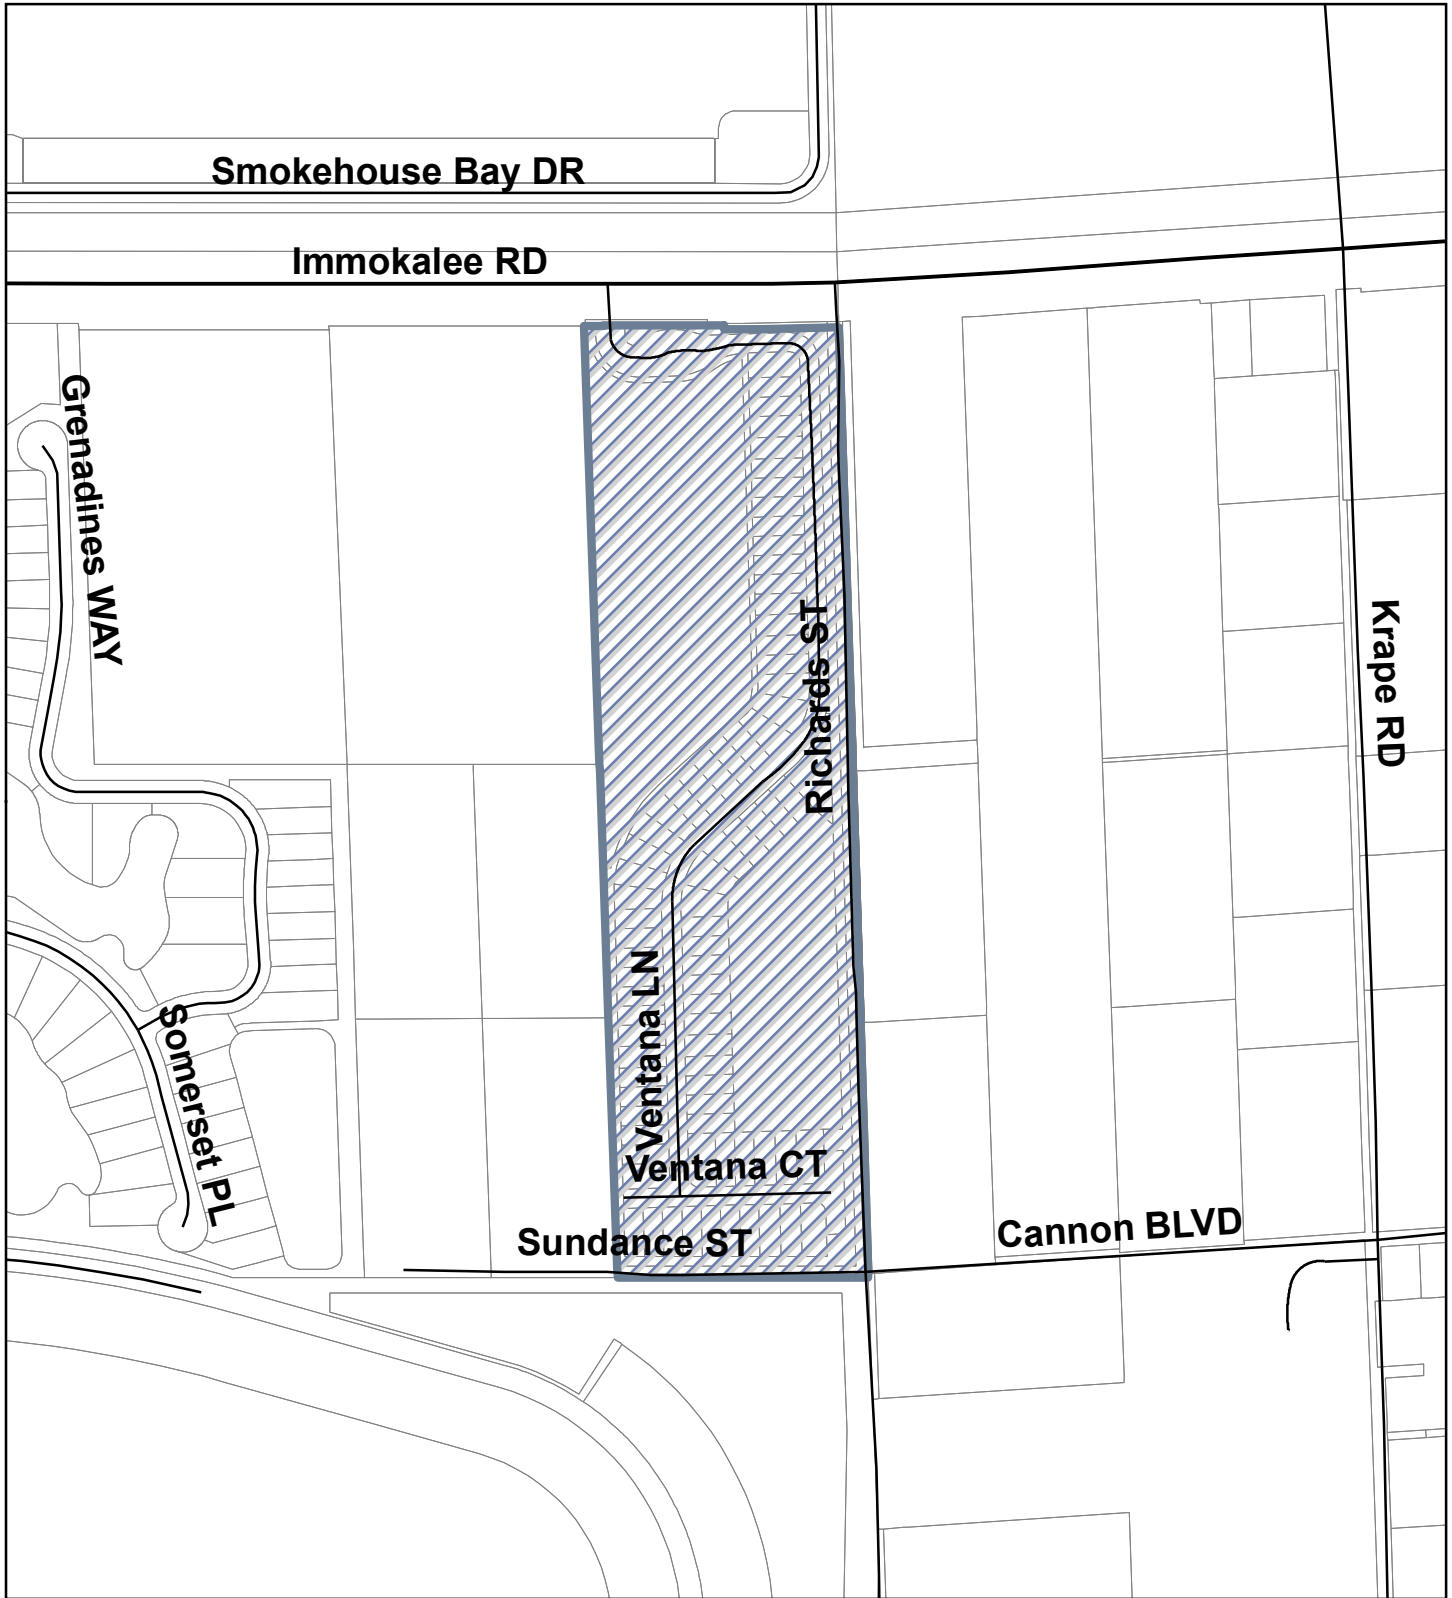 Smokehouse Bay DR
Immokalee RD
Grenadines WAY
Richards ST
Krape RD
Ventana LN
Somerset PL
Ventana CT
Cannon BLVD
Sundance ST